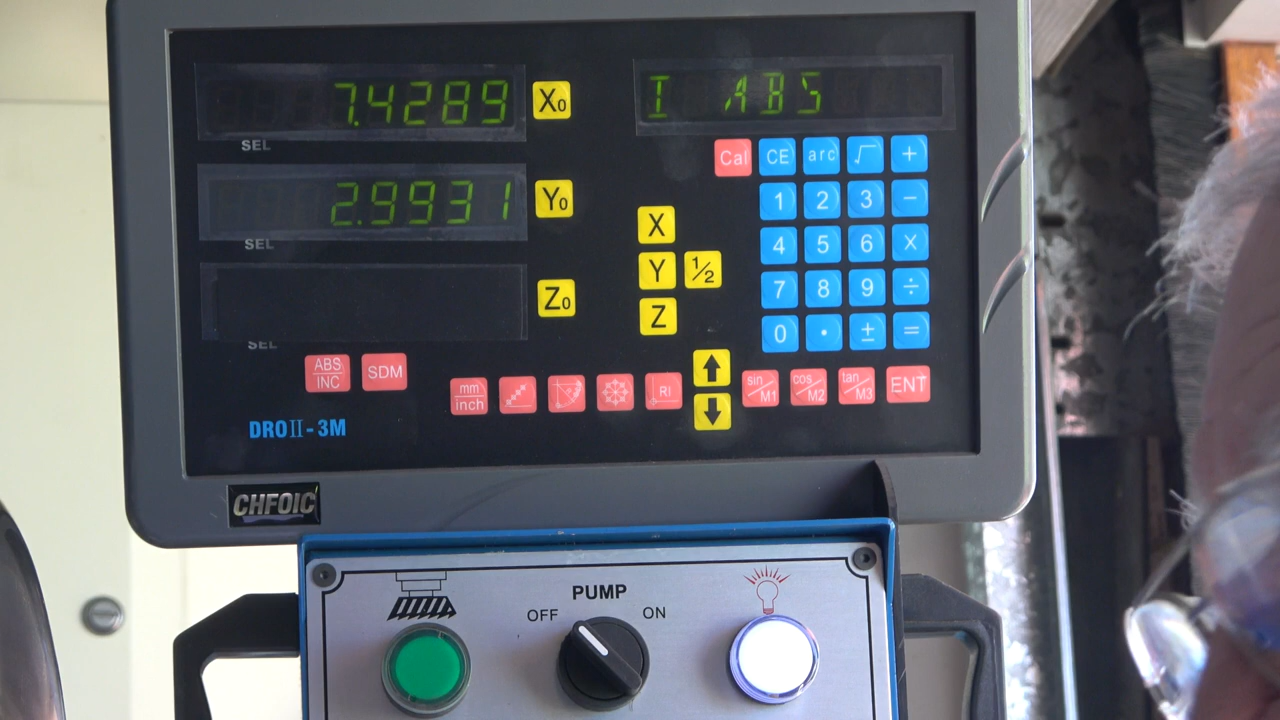 7.4289 X₀ I ABS
SEL
Cal CE arc √ +
2.9931 Y₀
1 2 3 −
SEL
X
4 5 6 X
Y ½
7 8 9 ÷
Z₀
Z
0 · ± =
SEL
ABS/INC SDM
mm/inch RI sin/M1 cos/M2 tan/M3 ENT
DROII-3M
CHFOIC
PUMP
OFF ON